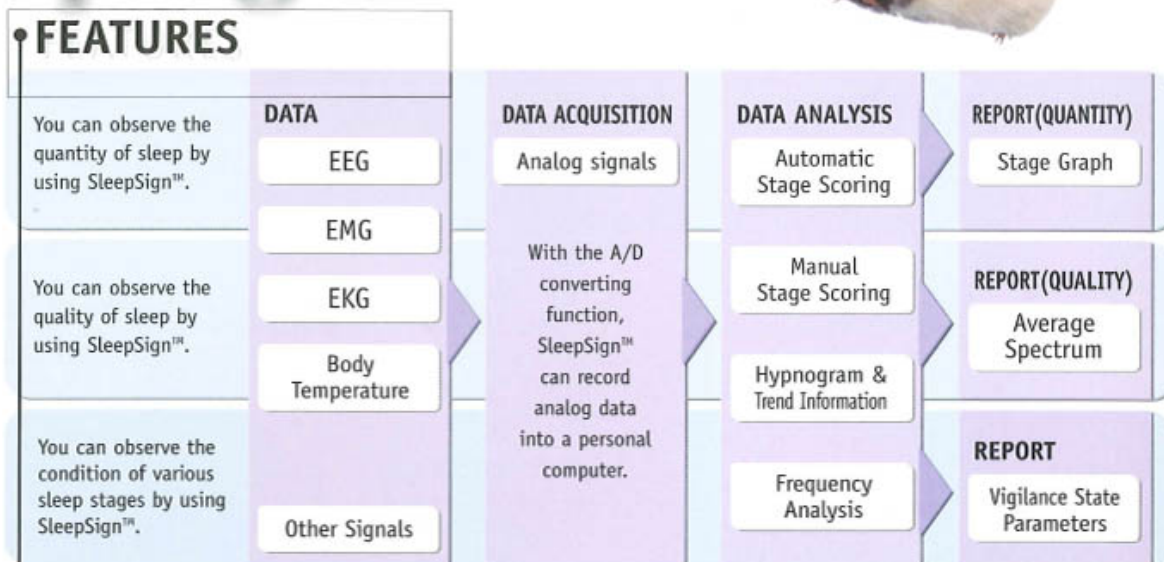 FEATURES
You can observe the
quantity of sleep by
using SleepSign™.
You can observe the
quality of sleep by
using SleepSign™.
You can observe the
condition of various
sleep stages by using
SleepSign™.
DATA
EEG
EMG
EKG
Body
Temperature
Other Signals
DATA ACQUISITION
Analog signals
With the A/D
converting
function,
SleepSign™
can record
analog data
into a personal
computer.
DATA ANALYSIS
Automatic
Stage Scoring
Manual
Stage Scoring
Hypnogram &
Trend Information
Frequency
Analysis
REPORT(QUANTITY)
Stage Graph
REPORT(QUALITY)
Average
Spectrum
REPORT
Vigilance State
Parameters